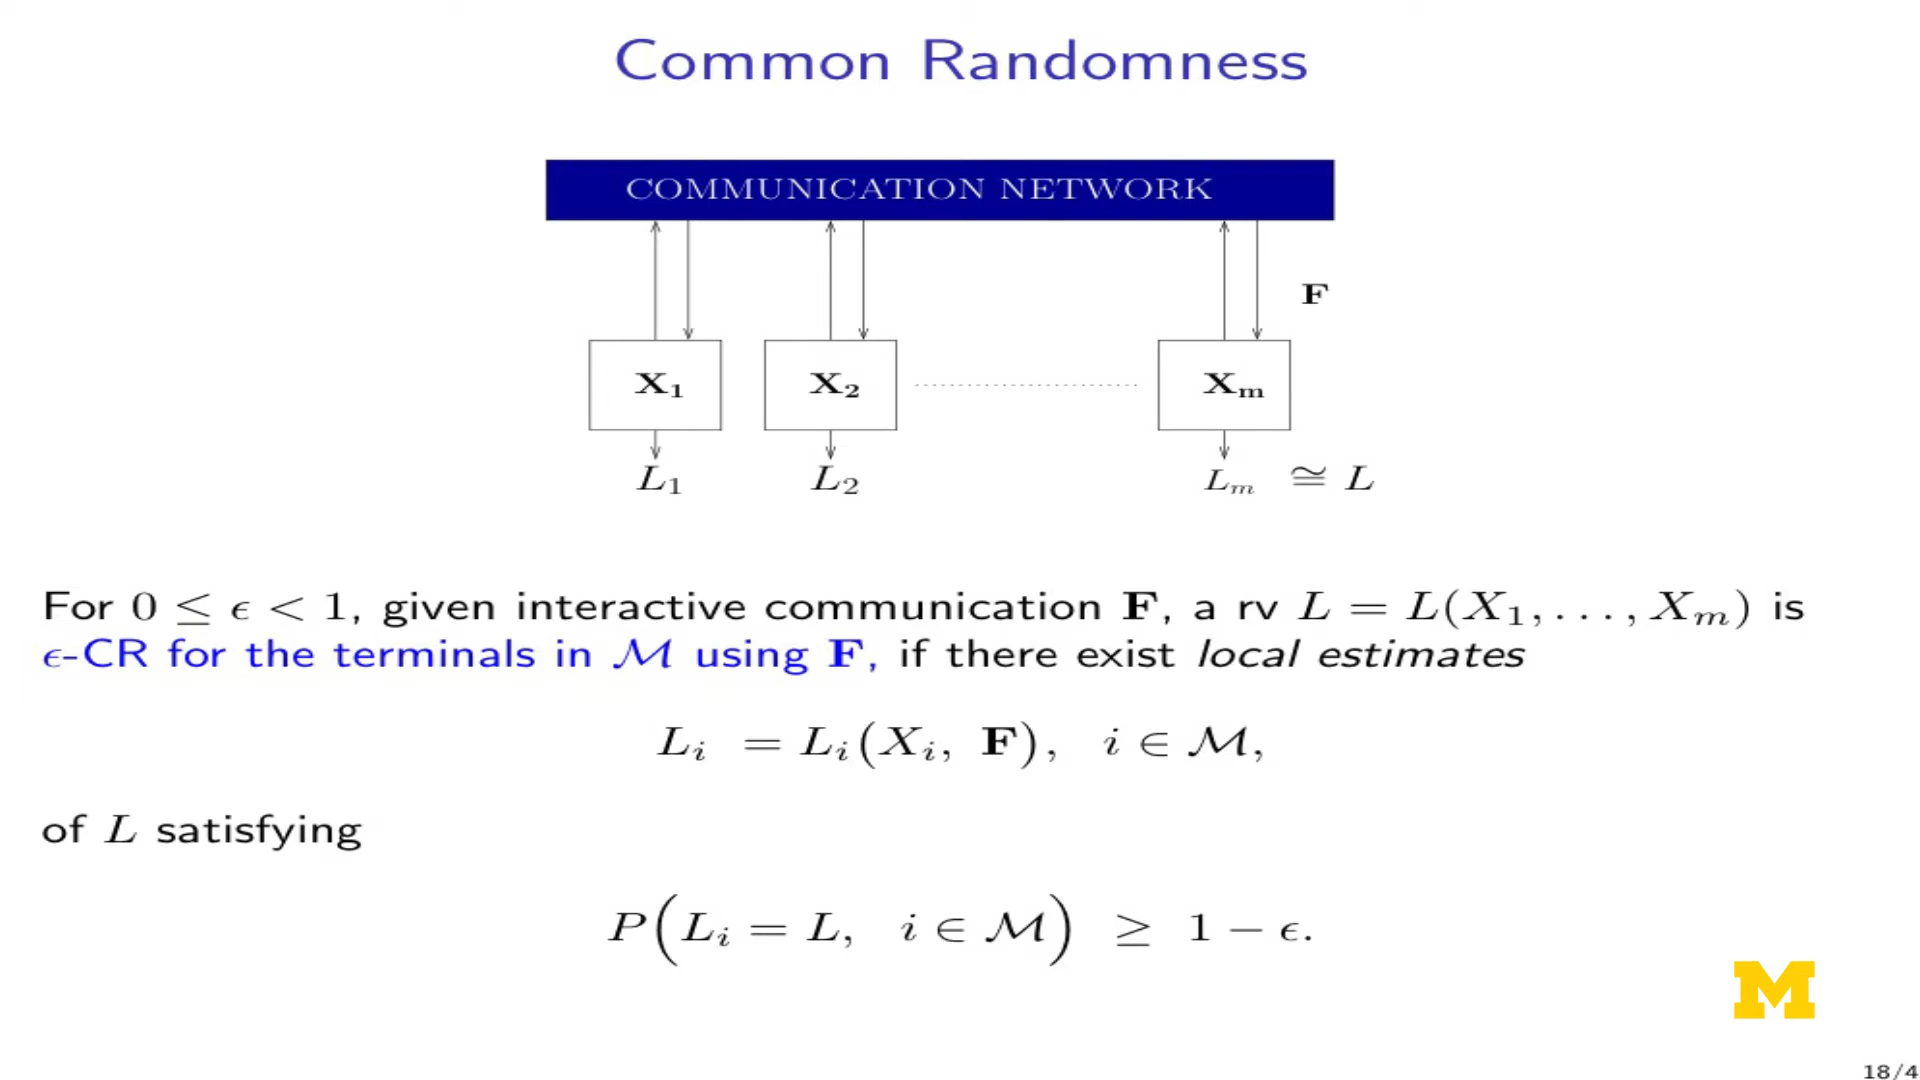 Common Randomness
COMMUNICATION NETWORK
F
X₁ X₂ Xₘ
L₁ L₂ Lₘ ≅ L
For 0 ≤ ϵ < 1, given interactive communication F, a rv L = L(X₁, . . . , Xₘ) is
ϵ-CR for the terminals in ℳ using F, if there exist local estimates
Lᵢ = Lᵢ(Xᵢ, F), i ∈ ℳ,
of L satisfying
P(Lᵢ = L, i ∈ ℳ) ≥ 1 − ϵ.
M
18/4